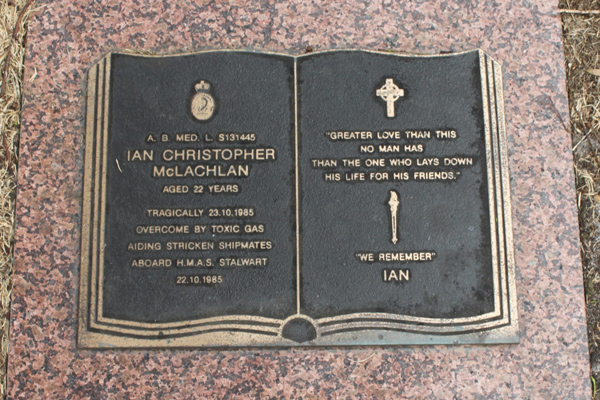 A. B. MED. L. S131445
IAN CHRISTOPHER
McLACHLAN
AGED 22 YEARS
TRAGICALLY 23.10.1985
OVERCOME BY TOXIC GAS
AIDING STRICKEN SHIPMATES
ABOARD H.M.A.S. STALWART
22.10.1985
"GREATER LOVE THAN THIS
NO MAN HAS
THAN THE ONE WHO LAYS DOWN
HIS LIFE FOR HIS FRIENDS."
"WE REMEMBER"
IAN